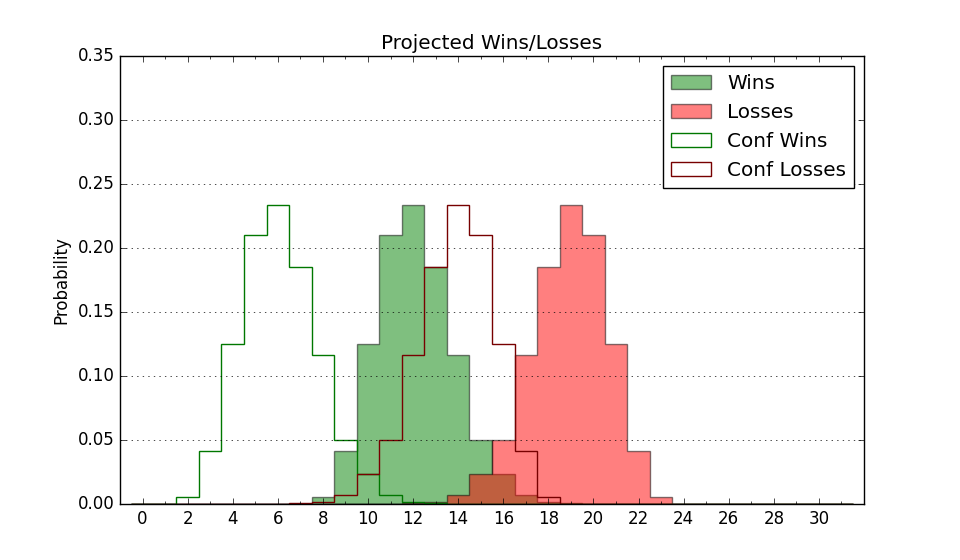 Projected Wins/Losses
0.35
0.30
0.25
0.20
0.15
0.10
0.05
0.00
Probability
Wins
Losses
Conf Wins
Conf Losses
0 2 4 6 8 10 12 14 16 18 20 22 24 26 28 30